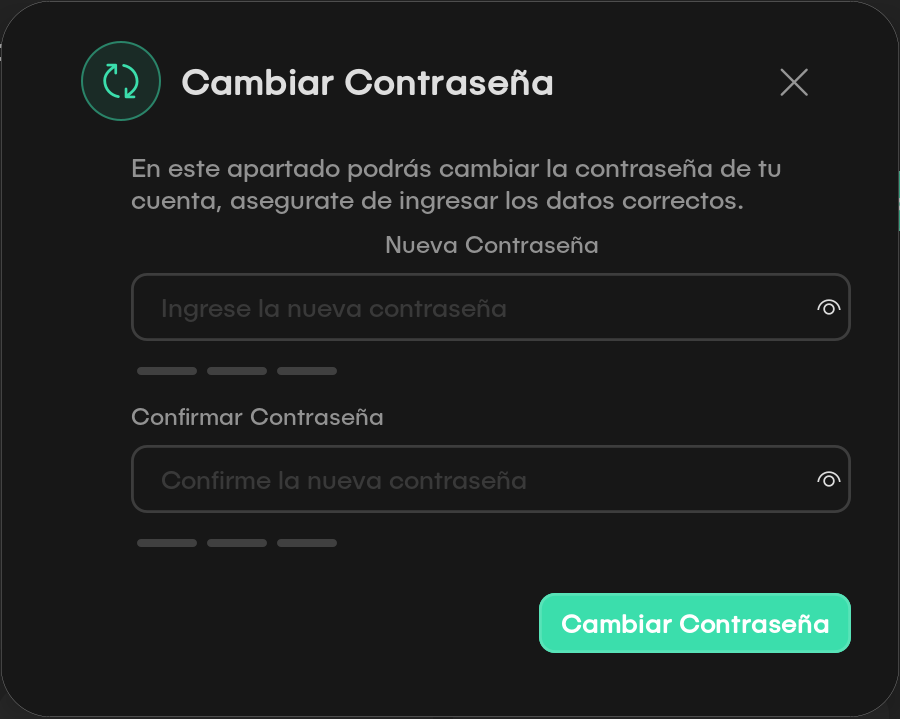 Cambiar Contraseña
En este apartado podrás cambiar la contraseña de tu
cuenta, asegurate de ingresar los datos correctos.
Nueva Contraseña
Ingrese la nueva contraseña
Confirmar Contraseña
Confirme la nueva contraseña
Cambiar Contraseña